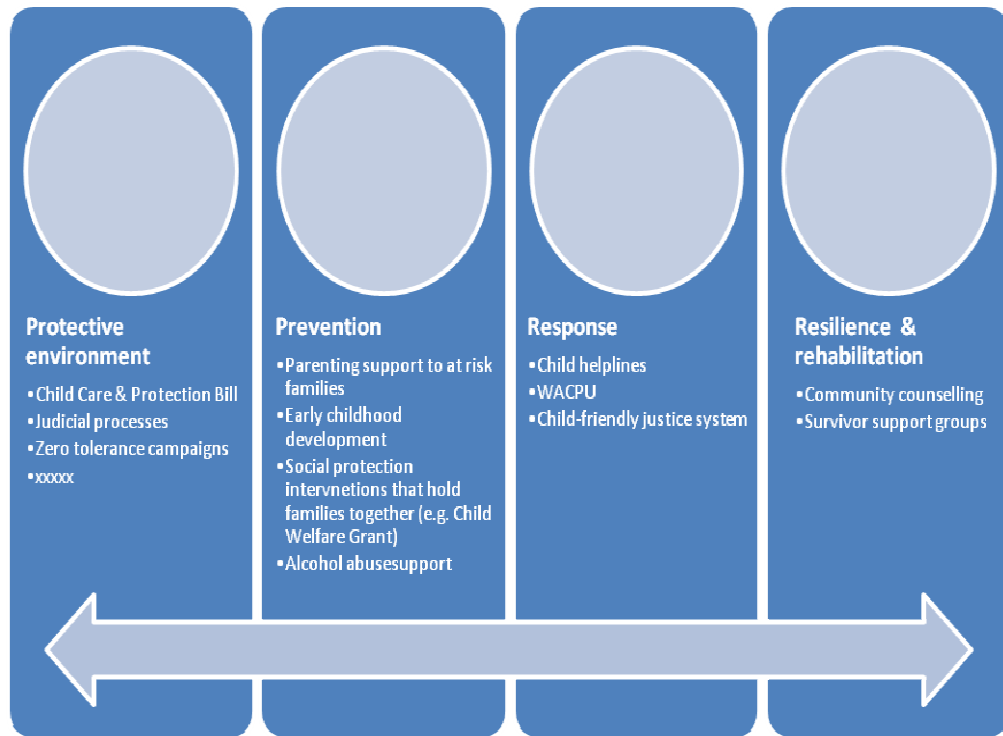 Protective
environment
•Child Care & Protection Bill
•Judicial processes
•Zero tolerance campaigns
•xxxxx
Prevention
•Parenting support to at risk
families
•Early childhood
development
•Social protection
intervnetions that hold
families together (e.g. Child
Welfare Grant)
•Alcohol abusesupport
Response
•Child helplines
•WACPU
•Child-friendly justice system
Resilience &
rehabilitation
•Community counselling
•Survivor support groups